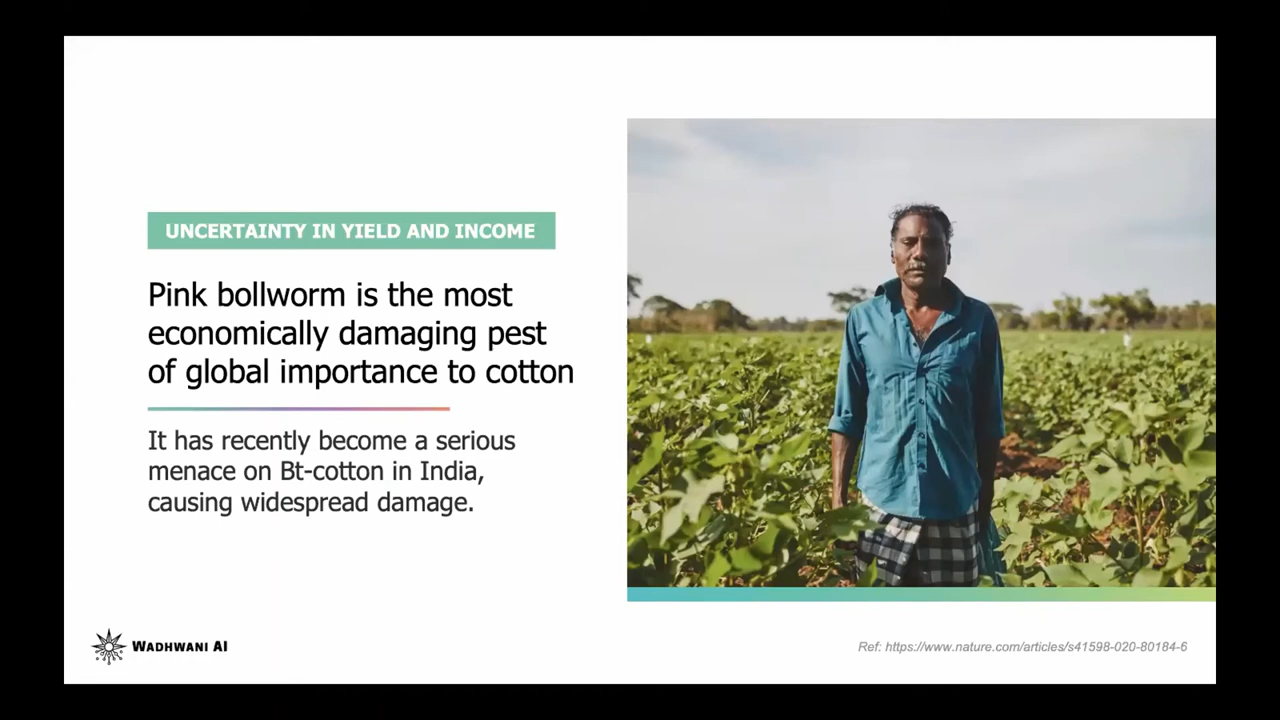 UNCERTAINTY IN YIELD AND INCOME
Pink bollworm is the most
economically damaging pest
of global importance to cotton
It has recently become a serious
menace on Bt-cotton in India,
causing widespread damage.
WADHWANI AI
Ref: https://www.nature.com/articles/s41598-020-80184-6